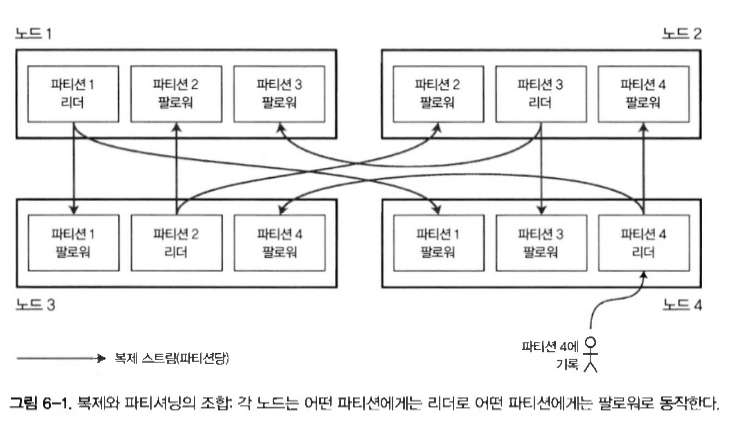 노드 1
노드 2
파티션 1
리더
파티션 2
팔로워
파티션 3
팔로워
파티션 2
팔로워
파티션 3
리더
파티션 4
팔로워
파티션 1
팔로워
파티션 2
리더
파티션 4
팔로워
파티션 1
팔로워
파티션 3
팔로워
파티션 4
리더
노드 3
노드 4
복제 스트림(파티션당)
파티션 4에
기록
그림 6-1. 복제와 파티셔닝의 조합: 각 노드는 어떤 파티션에게는 리더로 어떤 파티션에게는 팔로워로 동작한다.